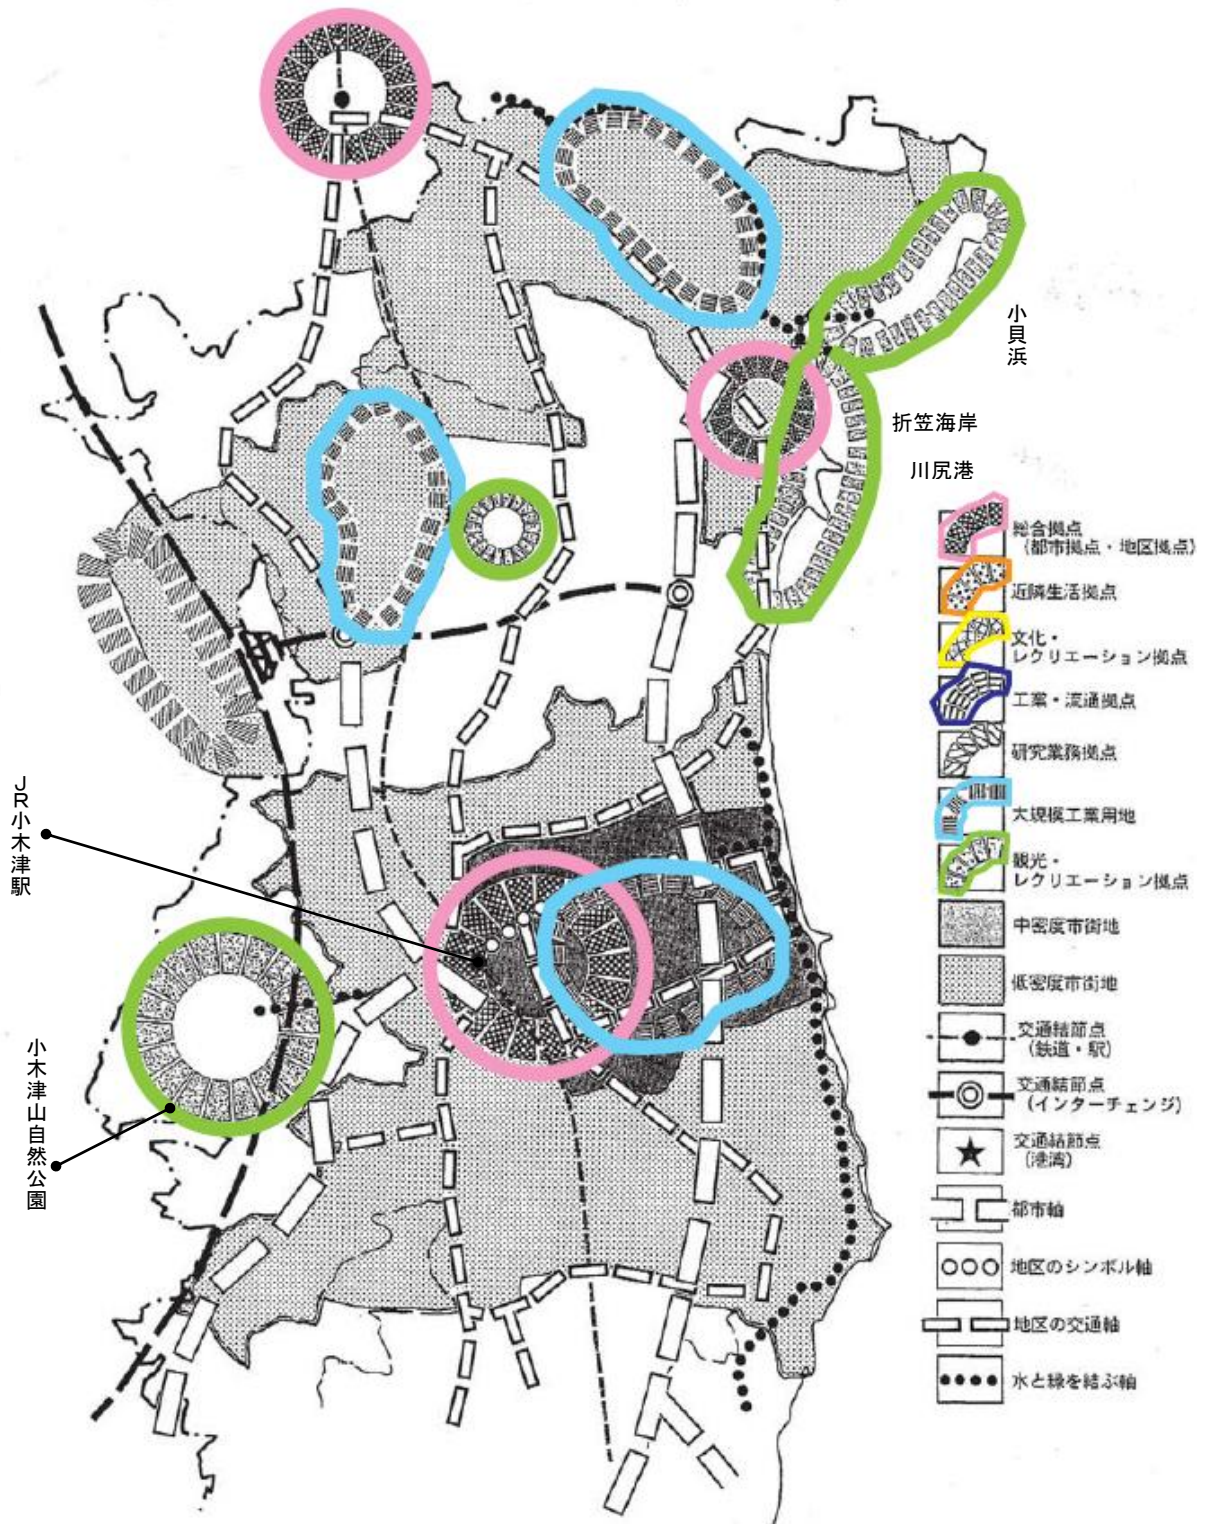 小貝浜
折笠海岸
川尻港
総合拠点
(都市拠点・地区拠点)
近隣生活拠点
文化・
レクリエーション拠点
工業・流通拠点
研究業務拠点
大規模工業用地
観光・
レクリエーション拠点
中密度市街地
低密度市街地
交通結節点
(鉄道・駅)
交通結節点
(インターチェンジ)
交通結節点
(港湾)
都市軸
地区のシンボル軸
地区の交通軸
水と緑を結ぶ軸
JR小木津駅
小木津山自然公園